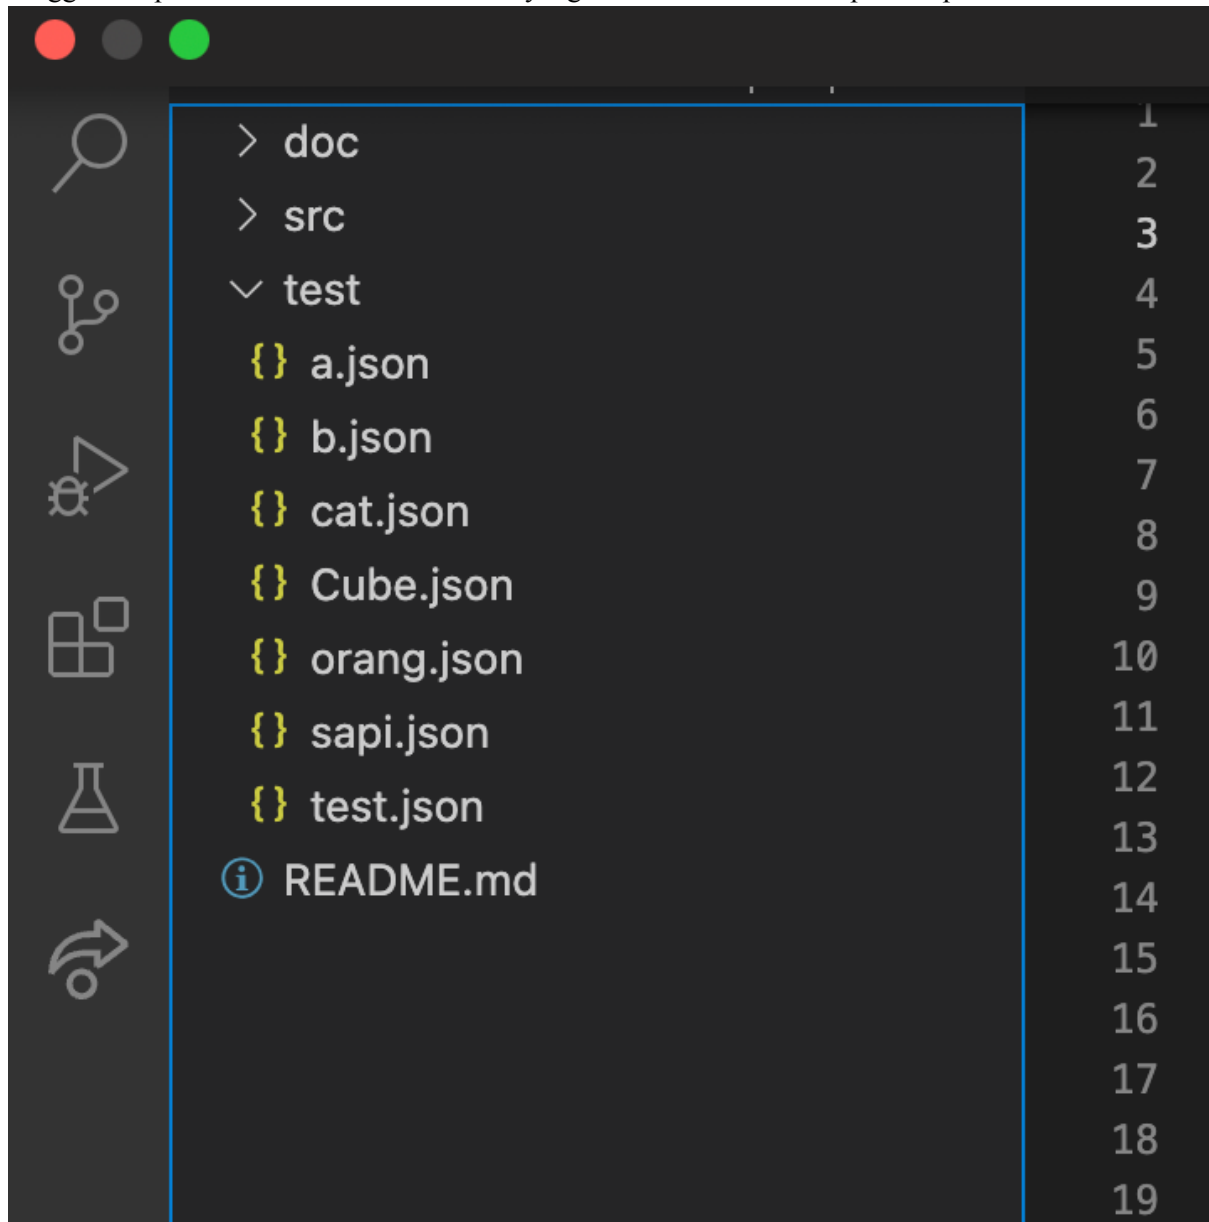 doc
src
test
{} a.json
{} b.json
{} cat.json
{} Cube.json
{} orang.json
{} sapi.json
{} test.json
README.md
1
2
3
4
5
6
7
8
9
10
11
12
13
14
15
16
17
18
19